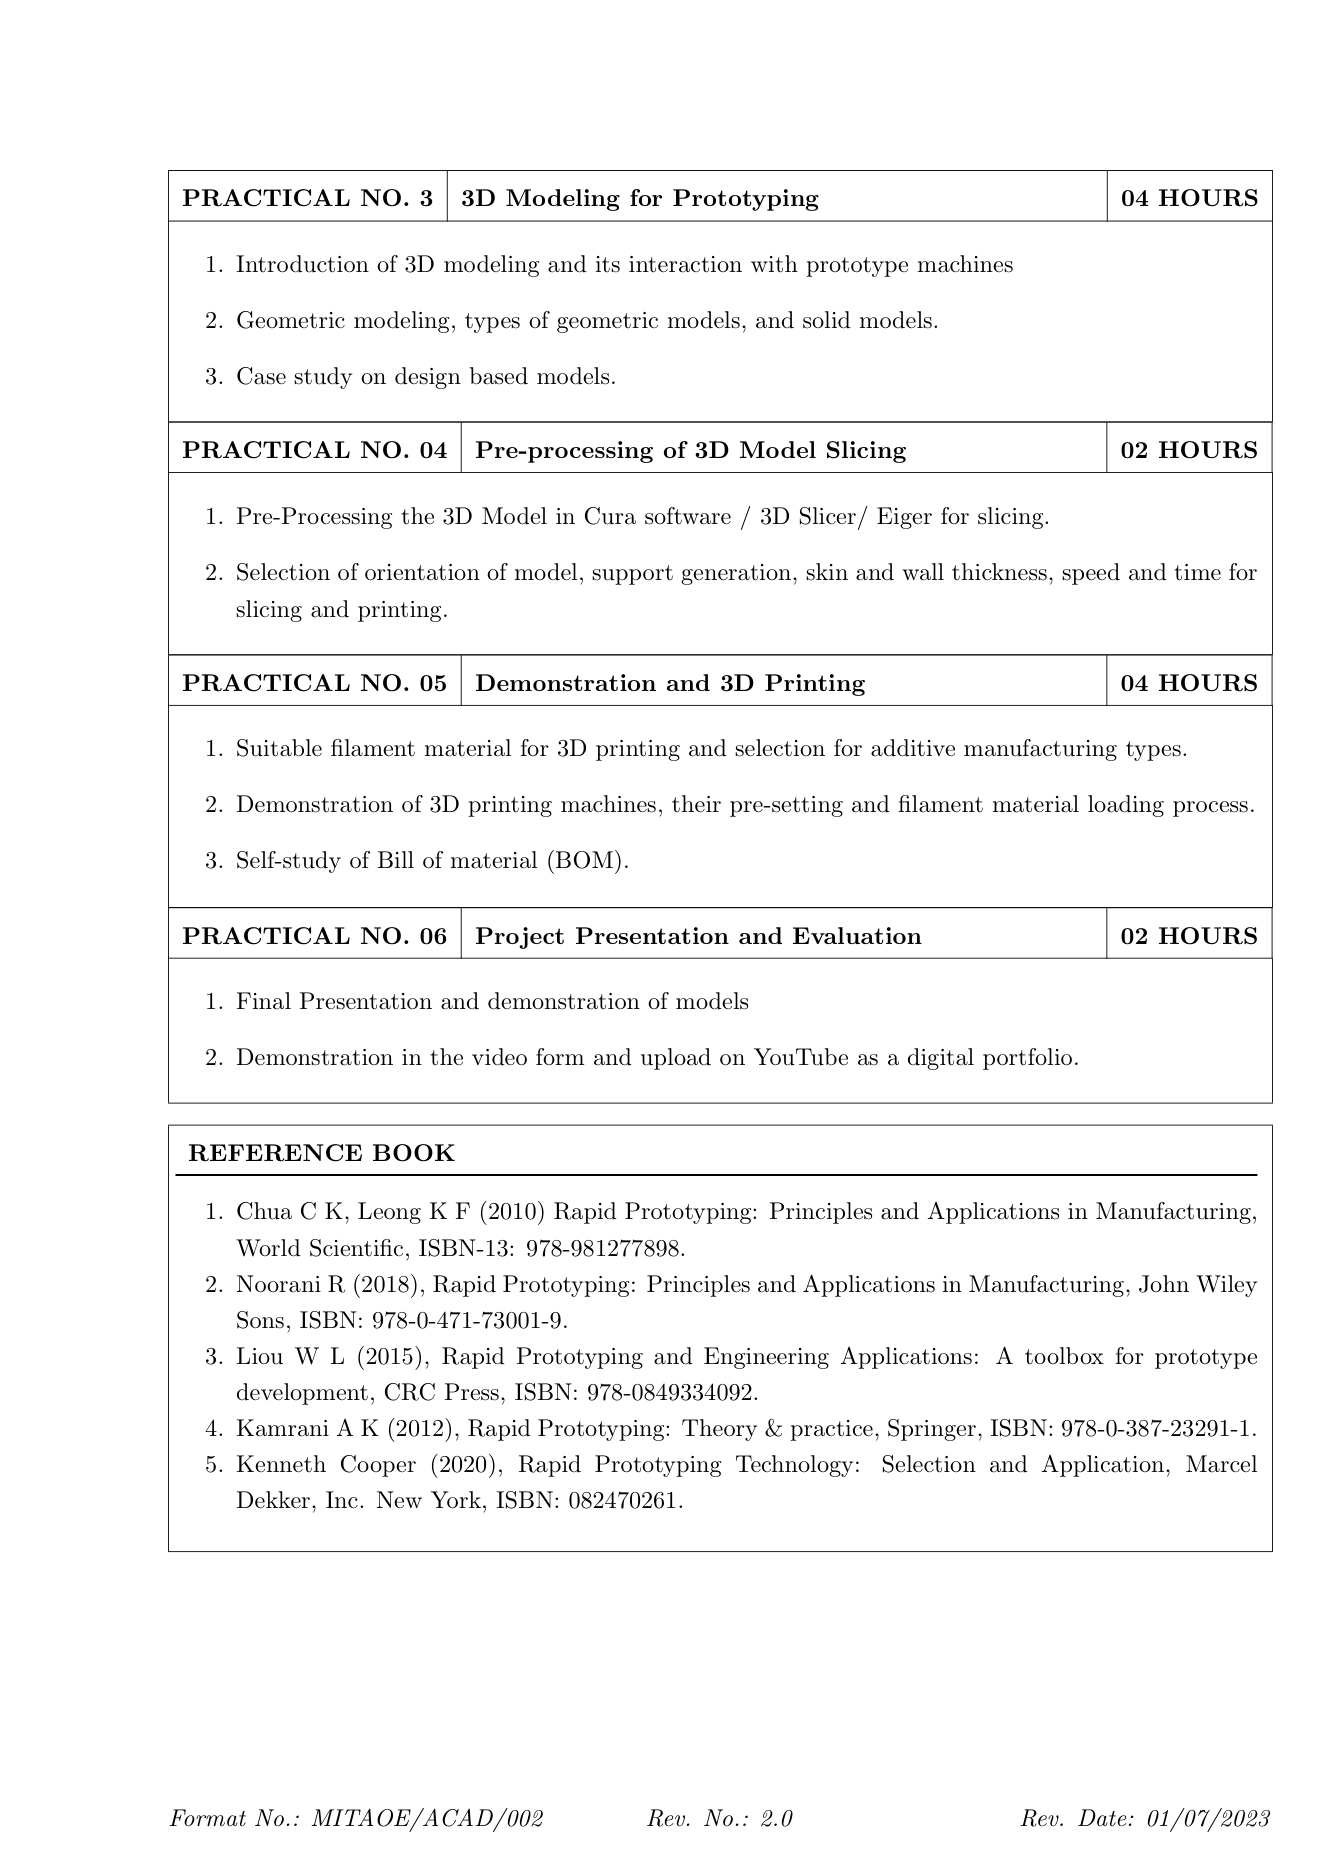 PRACTICAL NO. 3 3D Modeling for Prototyping 04 HOURS
1. Introduction of 3D modeling and its interaction with prototype machines
2. Geometric modeling, types of geometric models, and solid models.
3. Case study on design based models.
PRACTICAL NO. 04 Pre-processing of 3D Model Slicing 02 HOURS
1. Pre-Processing the 3D Model in Cura software / 3D Slicer/ Eiger for slicing.
2. Selection of orientation of model, support generation, skin and wall thickness, speed and time for
slicing and printing.
PRACTICAL NO. 05 Demonstration and 3D Printing 04 HOURS
1. Suitable filament material for 3D printing and selection for additive manufacturing types.
2. Demonstration of 3D printing machines, their pre-setting and filament material loading process.
3. Self-study of Bill of material (BOM).
PRACTICAL NO. 06 Project Presentation and Evaluation 02 HOURS
1. Final Presentation and demonstration of models
2. Demonstration in the video form and upload on YouTube as a digital portfolio.
REFERENCE BOOK
1. Chua C K, Leong K F (2010) Rapid Prototyping: Principles and Applications in Manufacturing,
World Scientific, ISBN-13: 978-981277898.
2. Noorani R (2018), Rapid Prototyping: Principles and Applications in Manufacturing, John Wiley
Sons, ISBN: 978-0-471-73001-9.
3. Liou W L (2015), Rapid Prototyping and Engineering Applications: A toolbox for prototype
development, CRC Press, ISBN: 978-0849334092.
4. Kamrani A K (2012), Rapid Prototyping: Theory & practice, Springer, ISBN: 978-0-387-23291-1.
5. Kenneth Cooper (2020), Rapid Prototyping Technology: Selection and Application, Marcel
Dekker, Inc. New York, ISBN: 082470261.
Format No.: MITAOE/ACAD/002 Rev. No.: 2.0 Rev. Date: 01/07/2023